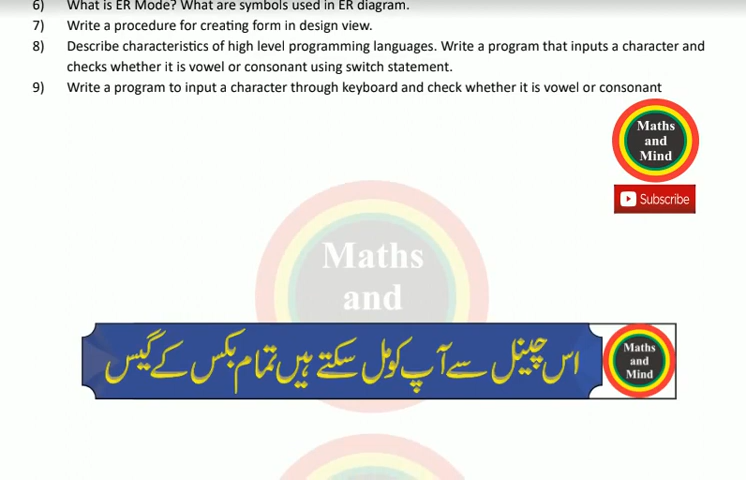 6) What is ER Mode? What are symbols used in ER diagram.
7) Write a procedure for creating form in design view.
8) Describe characteristics of high level programming languages. Write a program that inputs a character and
checks whether it is vowel or consonant using switch statement.
9) Write a program to input a character through keyboard and check whether it is vowel or consonant
Maths
and
Mind
Subscribe
Maths
and
اس چینل سے آپ کو مل سکتے ہیں تمام بکس کے گیس
Maths
and
Mind